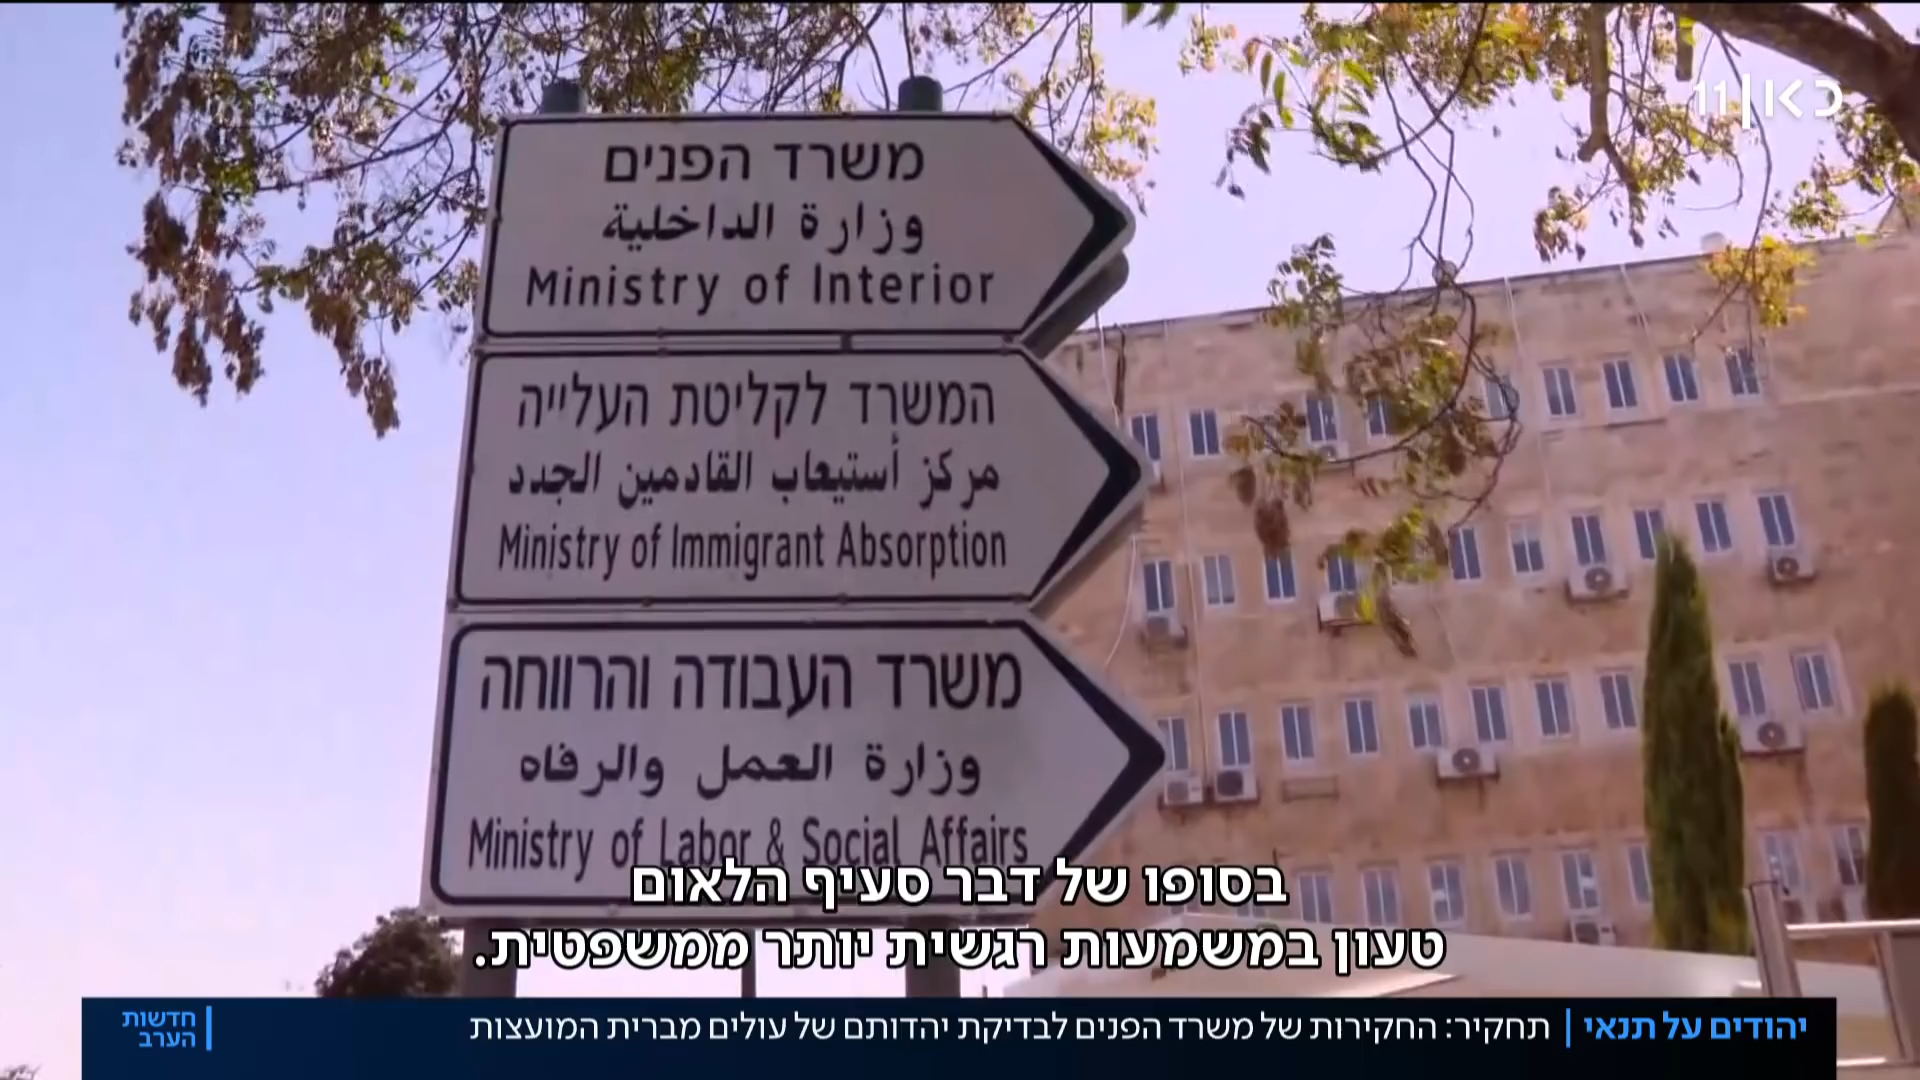 כאן 11
משרד הפנים
وزارة الداخلية
Ministry of Interior
המשרד לקליטת העלייה
مركز أستيعاب القادمين الجدد
Ministry of Immigrant Absorption
משרד העבודה והרווחה
وزارة العمل والرفاه
Ministry of Labor & Social Affairs
בסופו של דבר סעיף הלאום
טעון במשמעות רגשית יותר ממשפטית.
יהודים על תנאי | תחקיר: החקירות של משרד הפנים לבדיקת יהדותם של עולים מברית המועצות
חדשות
הערב